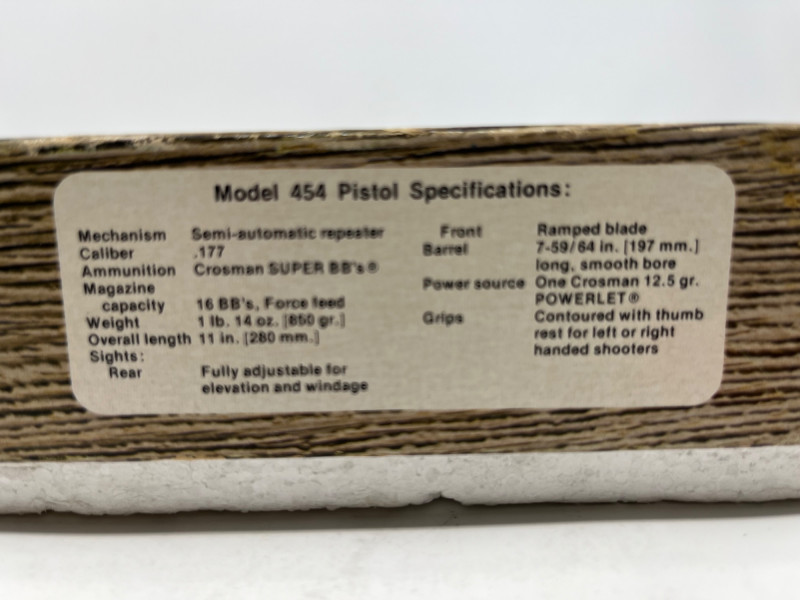 Model 454 Pistol Specifications:
Mechanism Semi-automatic repeater
Caliber .177
Ammunition Crosman SUPER BB's®
Magazine
capacity 16 BB's, Force feed
Weight 1 lb. 14 oz. [850 gr.]
Overall length 11 in. [280 mm.]
Sights:
Rear Fully adjustable for
elevation and windage
Front Ramped blade
Barrel 7-59/64 in. [197 mm.]
long, smooth bore
Power source One Crosman 12.5 gr.
POWERLET®
Grips Contoured with thumb
rest for left or right
handed shooters